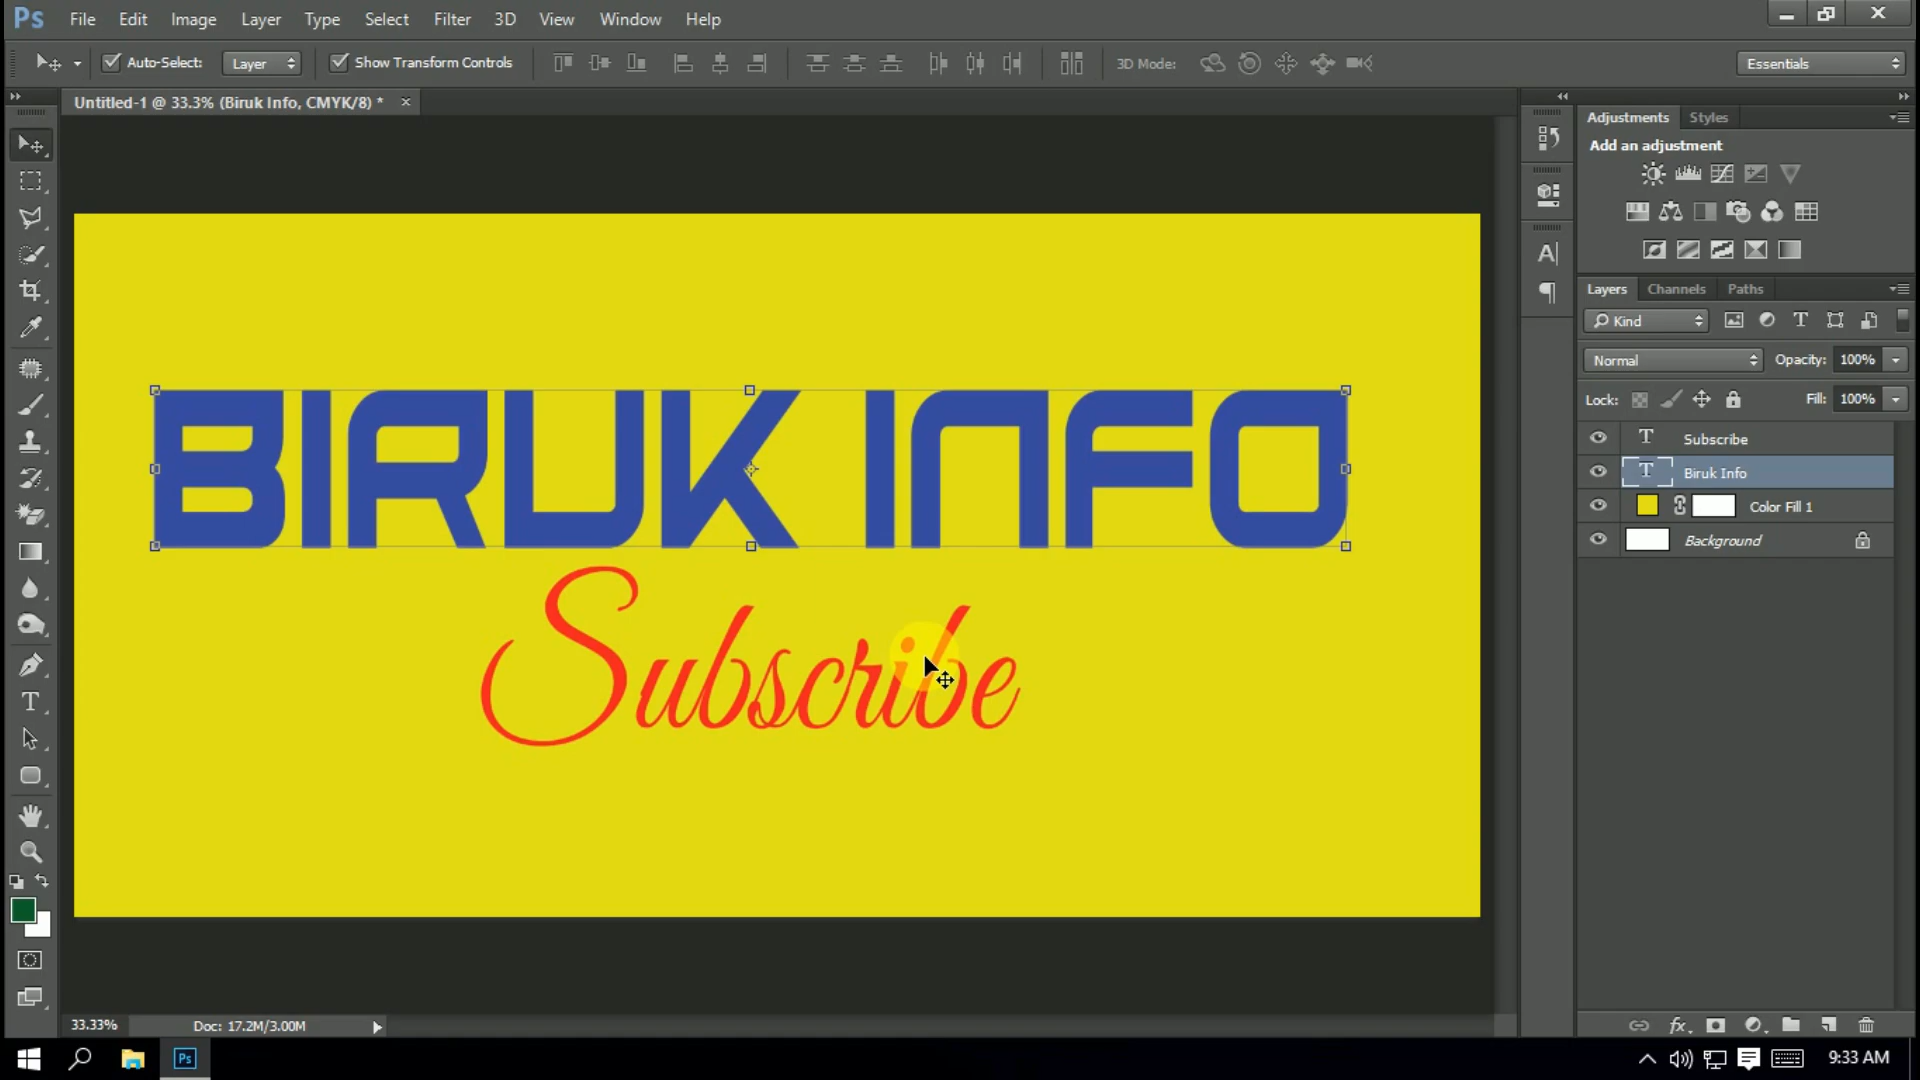 Ps File Edit Image Layer Type Select Filter 3D View Window Help
Auto-Select: Layer Show Transform Controls 3D Mode: Essentials
Untitled-1 @ 33.3% (Biruk Info, CMYK/8) * ×
Adjustments Styles
Add an adjustment
Layers Channels Paths
Kind
Normal Opacity: 100%
Lock: Fill: 100%
Subscribe
Biruk Info
Color Fill 1
Background
BIRUK INFO
Subscribe
33.33% Doc: 17.2M/3.00M
Ps 9:33 AM